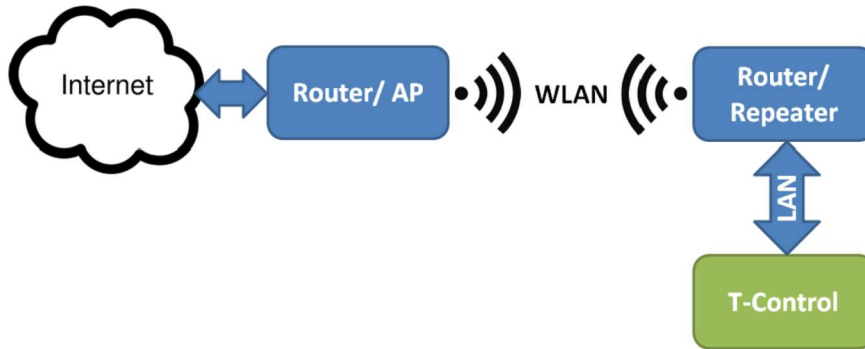 Internet
Router/ AP
WLAN
Router/
Repeater
LAN
T-Control